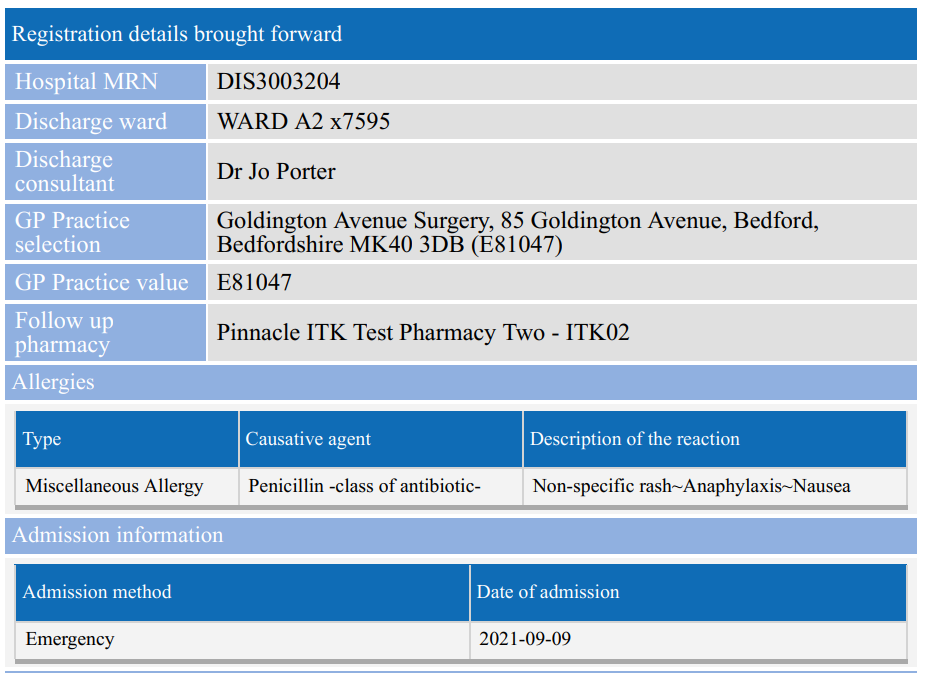 Registration details brought forward
Hospital MRN DIS3003204
Discharge ward WARD A2 x7595
Discharge
consultant
Dr Jo Porter
GP Practice
selection
Goldington Avenue Surgery, 85 Goldington Avenue, Bedford,
Bedfordshire MK40 3DB (E81047)
GP Practice value E81047
Follow up
pharmacy
Pinnacle ITK Test Pharmacy Two - ITK02
Allergies
Type Causative agent Description of the reaction
Miscellaneous Allergy Penicillin -class of antibiotic- Non-specific rash~Anaphylaxis~Nausea
Admission information
Admission method Date of admission
Emergency 2021-09-09